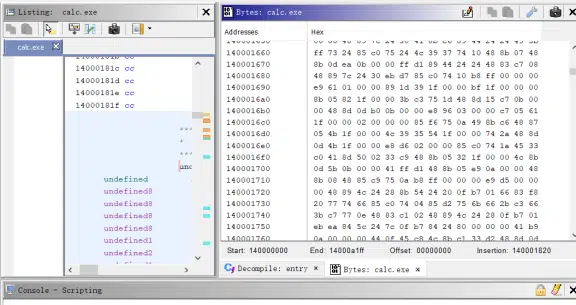 Listing: calc.exe
calc.exe
14000181c cc
14000181d cc
14000181e cc
14000181f cc
undefined
undefined8
undefined8
undefined8
undefined8
undefined1
undefined2
Bytes: calc.exe
Addresses Hex
140001660 ff 73 24 85 c0 75 24 4c 39 37 74 10 48 8b 07 48
140001670 8b 0d ea 0b 00 00 ff d1 89 44 24 24 48 83 c7 08
140001680 48 89 7c 24 30 eb d7 85 c0 74 10 b8 ff 00 00 00
140001690 e9 61 01 00 00 89 1d 39 1f 00 00 bf 1f 00 00 00
1400016a0 8b 05 82 1f 00 00 3b c3 75 1d 48 8d 15 c7 0b 00
1400016b0 00 48 8d 0d b0 0b 00 00 e8 96 03 00 00 c7 05 61
1400016c0 1f 00 00 02 00 00 00 85 f6 75 0a 49 8b c6 48 87
1400016d0 05 4b 1f 00 00 4c 39 35 54 1f 00 00 74 2a 48 8d
1400016e0 0d 4b 1f 00 00 e8 d6 02 00 00 85 c0 74 1a 45 33
1400016f0 c0 41 8d 50 02 33 c9 48 8b 05 32 1f 00 00 4c 8b
140001700 0d 5b 0b 00 00 41 ff d1 48 8b 05 e9 0a 00 00 48
140001710 8b 08 48 85 c9 75 0a b8 ff 00 00 00 e9 d5 00 00
140001720 00 48 89 4c 24 28 8b 54 24 20 0f b7 01 66 83 f8
140001730 20 77 74 66 85 c0 74 04 85 d2 75 6b 66 2b c3 66
140001740 3b c7 77 0e 48 83 c1 02 48 89 4c 24 28 0f b7 01
140001750 eb ea 84 5c 24 7c 0f b7 84 24 80 00 00 00 41 b9
Start: 140000000 End: 14000a1ff Offset: 00000000 Insertion: 140001820
Decompile: entry
Bytes: calc.exe
Console - Scripting